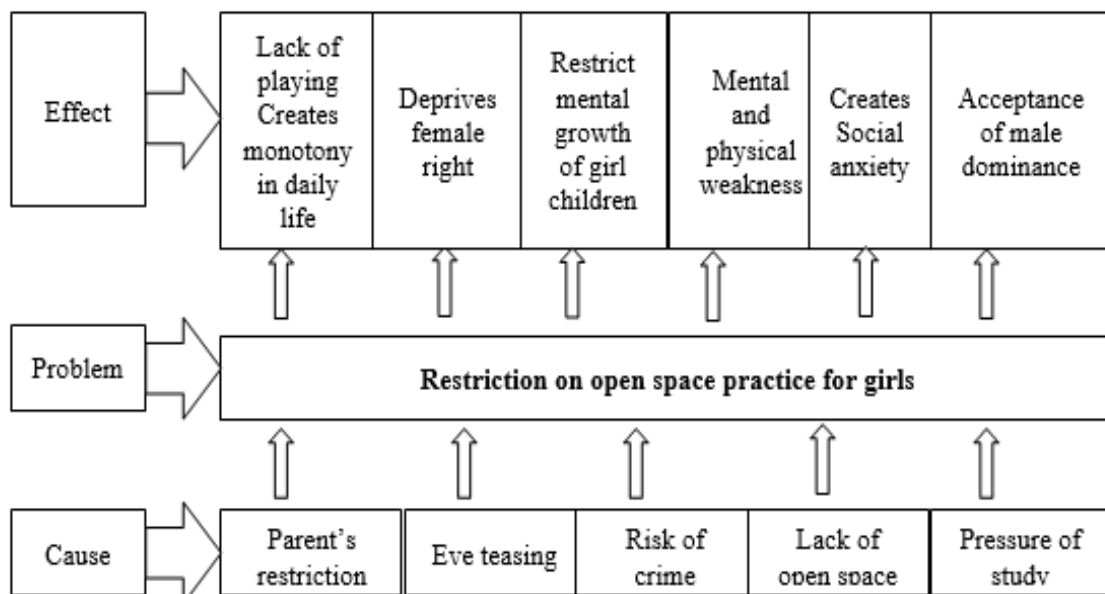 Effect
Lack of
playing
Creates
monotony
in daily
life
Deprives
female
right
Restrict
mental
growth
of girl
children
Mental
and
physical
weakness
Creates
Social
anxiety
Acceptance
of male
dominance
Problem
Restriction on open space practice for girls
Cause
Parent’s
restriction
Eve teasing
Risk of
crime
Lack of
open space
Pressure of
study